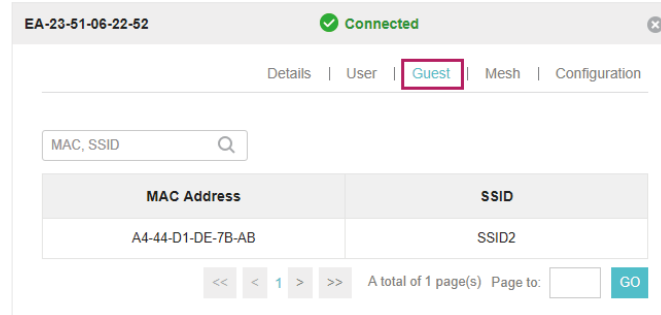 EA-23-51-06-22-52 Connected
Details | User | Guest | Mesh | Configuration
MAC, SSID
MAC Address SSID
A4-44-D1-DE-7B-AB SSID2
<< < 1 > >> A total of 1 page(s) Page to: GO